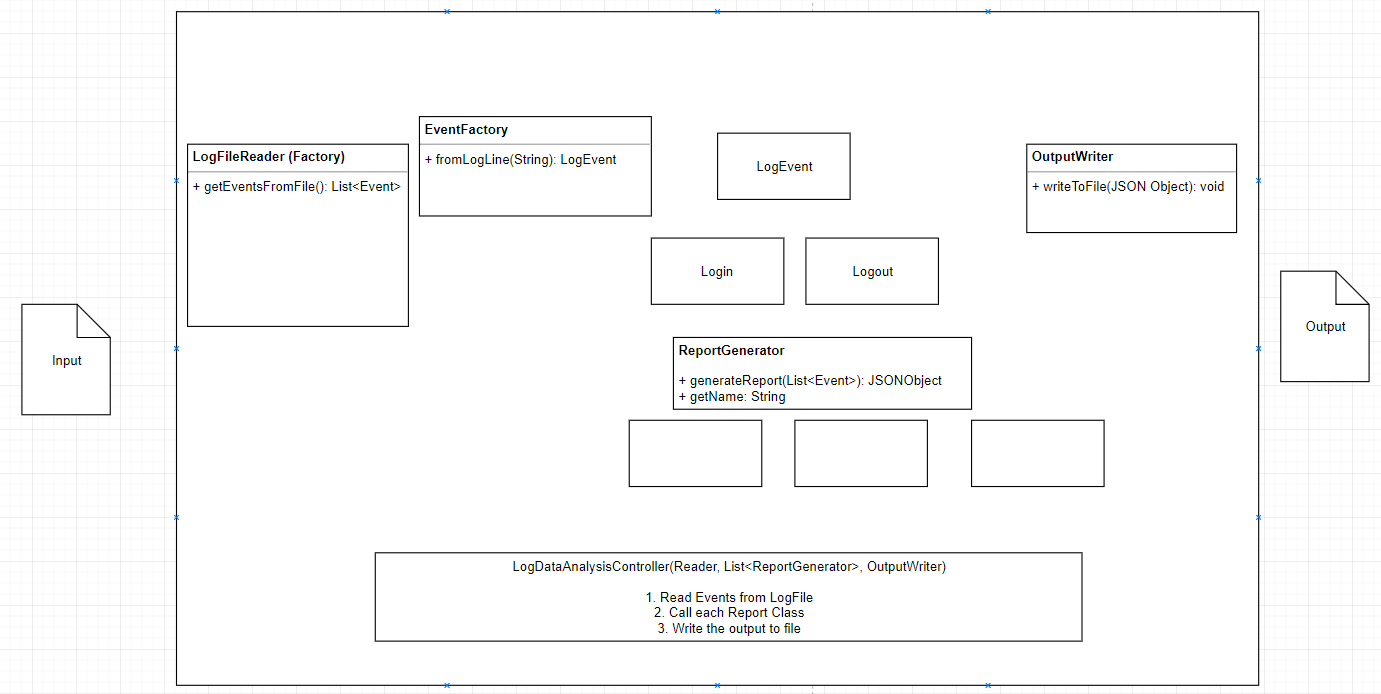 EventFactory
+ fromLogLine(String): LogEvent
LogFileReader (Factory)
+ getEventsFromFile(): List<Event>
LogEvent
OutputWriter
+ writeToFile(JSON Object): void
Login
Logout
Input
Output
ReportGenerator
+ generateReport(List<Event>): JSONObject
+ getName: String
LogDataAnalysisController(Reader, List<ReportGenerator>, OutputWriter)
1. Read Events from LogFile
2. Call each Report Class
3. Write the output to file